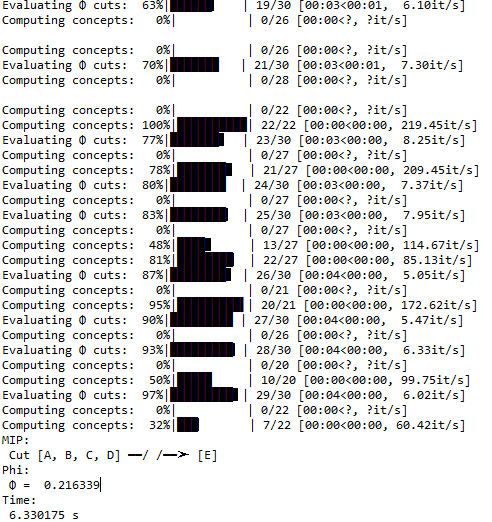 Evaluating Φ cuts:  63%| | 19/30 [00:03<00:01,  6.10it/s]
Computing concepts:   0%| | 0/26 [00:00<?, ?it/s]
Computing concepts:   0%| | 0/26 [00:00<?, ?it/s]
Evaluating Φ cuts:  70%| | 21/30 [00:03<00:01,  7.30it/s]
Computing concepts:   0%| | 0/28 [00:00<?, ?it/s]
Computing concepts:   0%| | 0/22 [00:00<?, ?it/s]
Computing concepts: 100%| | 22/22 [00:00<00:00, 219.45it/s]
Evaluating Φ cuts:  77%| | 23/30 [00:03<00:00,  8.25it/s]
Computing concepts:   0%| | 0/27 [00:00<?, ?it/s]
Computing concepts:  78%| | 21/27 [00:00<00:00, 209.45it/s]
Evaluating Φ cuts:  80%| | 24/30 [00:03<00:00,  7.37it/s]
Computing concepts:   0%| | 0/27 [00:00<?, ?it/s]
Evaluating Φ cuts:  83%| | 25/30 [00:03<00:00,  7.95it/s]
Computing concepts:   0%| | 0/27 [00:00<?, ?it/s]
Computing concepts:  48%| | 13/27 [00:00<00:00, 114.67it/s]
Computing concepts:  81%| | 22/27 [00:00<00:00, 85.13it/s]
Evaluating Φ cuts:  87%| | 26/30 [00:04<00:00,  5.05it/s]
Computing concepts:   0%| | 0/21 [00:00<?, ?it/s]
Computing concepts:  95%| | 20/21 [00:00<00:00, 172.62it/s]
Evaluating Φ cuts:  90%| | 27/30 [00:04<00:00,  5.47it/s]
Computing concepts:   0%| | 0/26 [00:00<?, ?it/s]
Evaluating Φ cuts:  93%| | 28/30 [00:04<00:00,  6.33it/s]
Computing concepts:   0%| | 0/20 [00:00<?, ?it/s]
Computing concepts:  50%| | 10/20 [00:00<00:00, 99.75it/s]
Evaluating Φ cuts:  97%| | 29/30 [00:04<00:00,  6.02it/s]
Computing concepts:   0%| | 0/22 [00:00<?, ?it/s]
Computing concepts:  32%| | 7/22 [00:00<00:00, 60.42it/s]
MIP:
Cut [A, B, C, D] ━━/ /━━➤ [E]
Phi:
Φ =  0.216339
Time:
6.330175 s